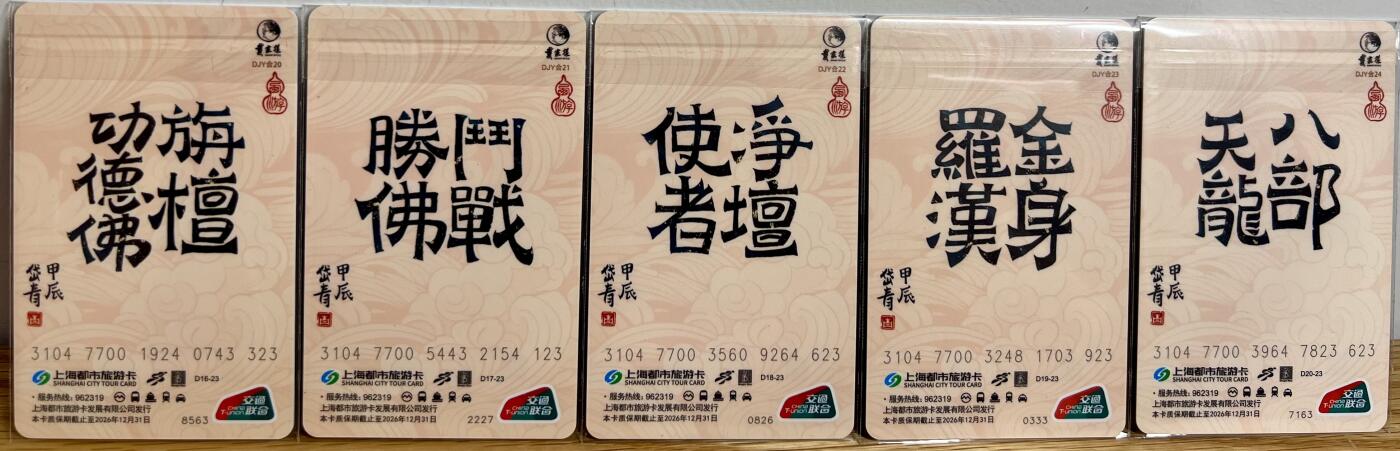 DJY合20
西游
旃檀
功德佛
甲辰
岱青
3104 7700 1924 0743 323
上海都市旅游卡
SHANGHAI CITY TOUR CARD
D16-23
·服务热线:962319
上海都市旅游卡发展有限公司发行
本卡质保期截止至2026年12月31日
8563
交通联合
CHINA T-UNION
DJY合21
西游
鬥戰
勝佛
甲辰
岱青
3104 7700 5443 2154 123
上海都市旅游卡
SHANGHAI CITY TOUR CARD
D17-23
·服务热线:962319
上海都市旅游卡发展有限公司发行
本卡质保期截止至2026年12月31日
2227
交通联合
CHINA T-UNION
DJY合22
西游
淨壇
使者
甲辰
岱青
3104 7700 3560 9264 623
上海都市旅游卡
SHANGHAI CITY TOUR CARD
D18-23
·服务热线:962319
上海都市旅游卡发展有限公司发行
本卡质保期截止至2026年12月31日
0826
交通联合
CHINA T-UNION
DJY合23
西游
金身
羅漢
甲辰
岱青
3104 7700 3248 1703 923
上海都市旅游卡
SHANGHAI CITY TOUR CARD
D19-23
·服务热线:962319
上海都市旅游卡发展有限公司发行
本卡质保期截止至2026年12月31日
0333
交通联合
CHINA T-UNION
DJY合24
西游
八部
天龍
甲辰
岱青
3104 7700 3964 7823 623
上海都市旅游卡
SHANGHAI CITY TOUR CARD
D20-23
·服务热线:962319
上海都市旅游卡发展有限公司发行
本卡质保期截止至2026年12月31日
7163
交通联合
CHINA T-UNION